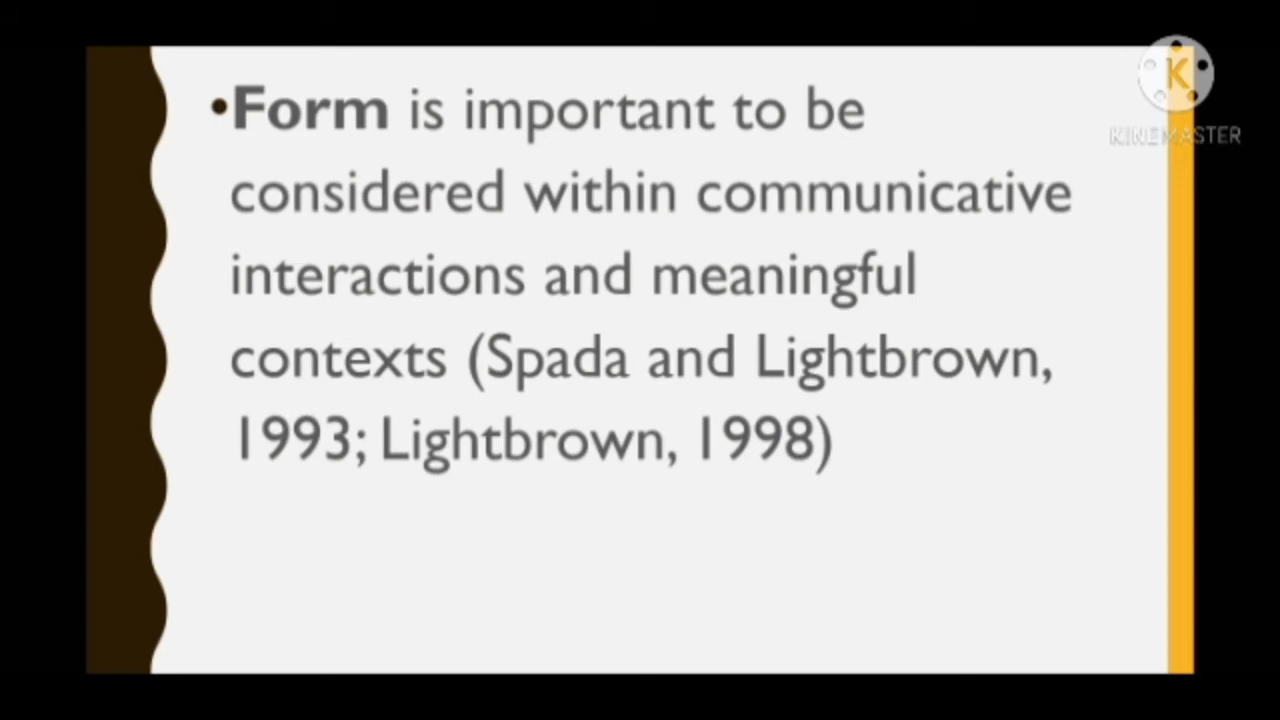 •Form is important to be
considered within communicative
interactions and meaningful
contexts (Spada and Lightbrown,
1993; Lightbrown, 1998)
K
KINEMASTER